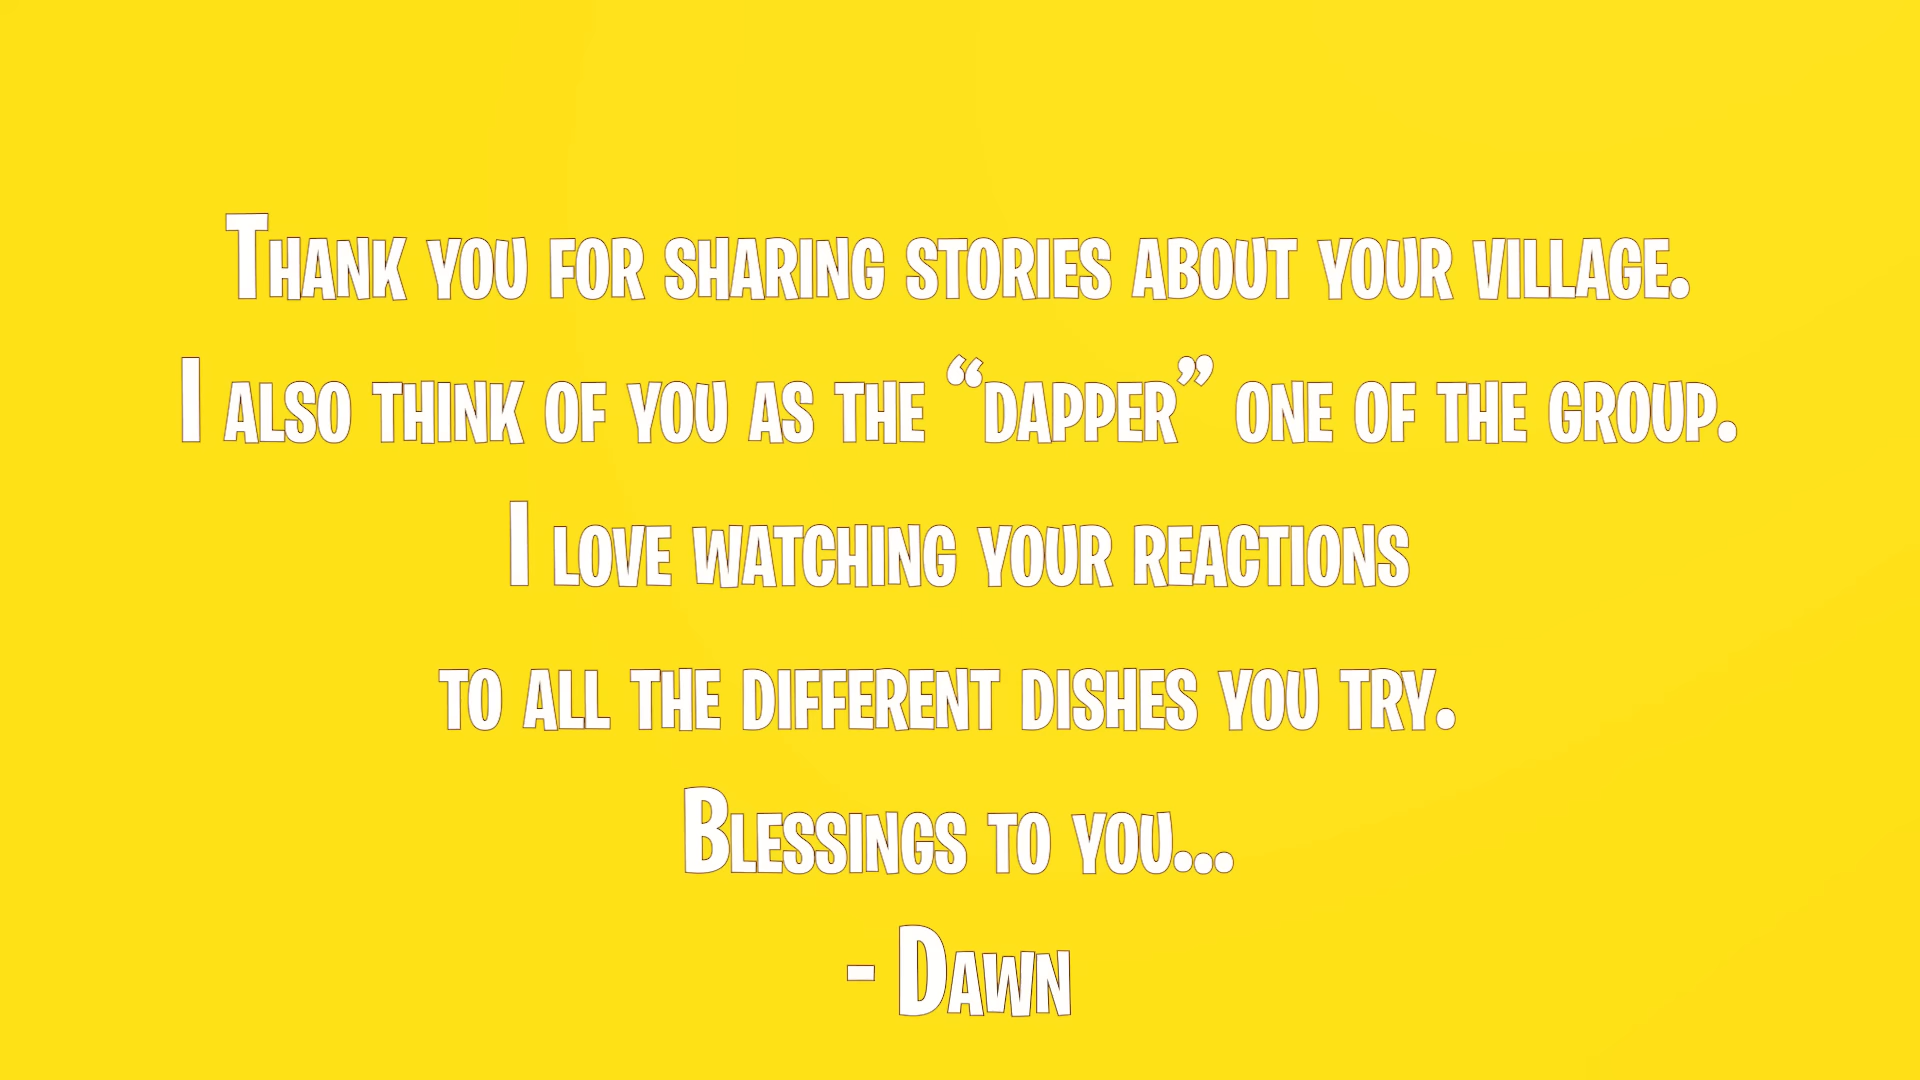 Thank you for sharing stories about your village.
I also think of you as the “dapper” one of the group.
I love watching your reactions
to all the different dishes you try.
Blessings to you...
- Dawn